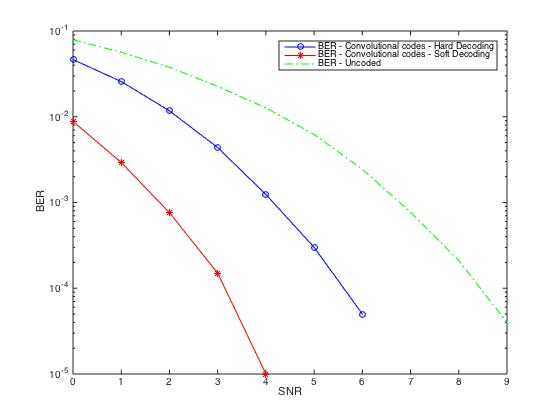 10^-1
10^-2
10^-3
10^-4
10^-5
BER
BER - Convolutional codes - Hard Decoding
BER - Convolutional codes - Soft Decoding
BER - Uncoded
0 1 2 3 4 5 6 7 8 9
SNR